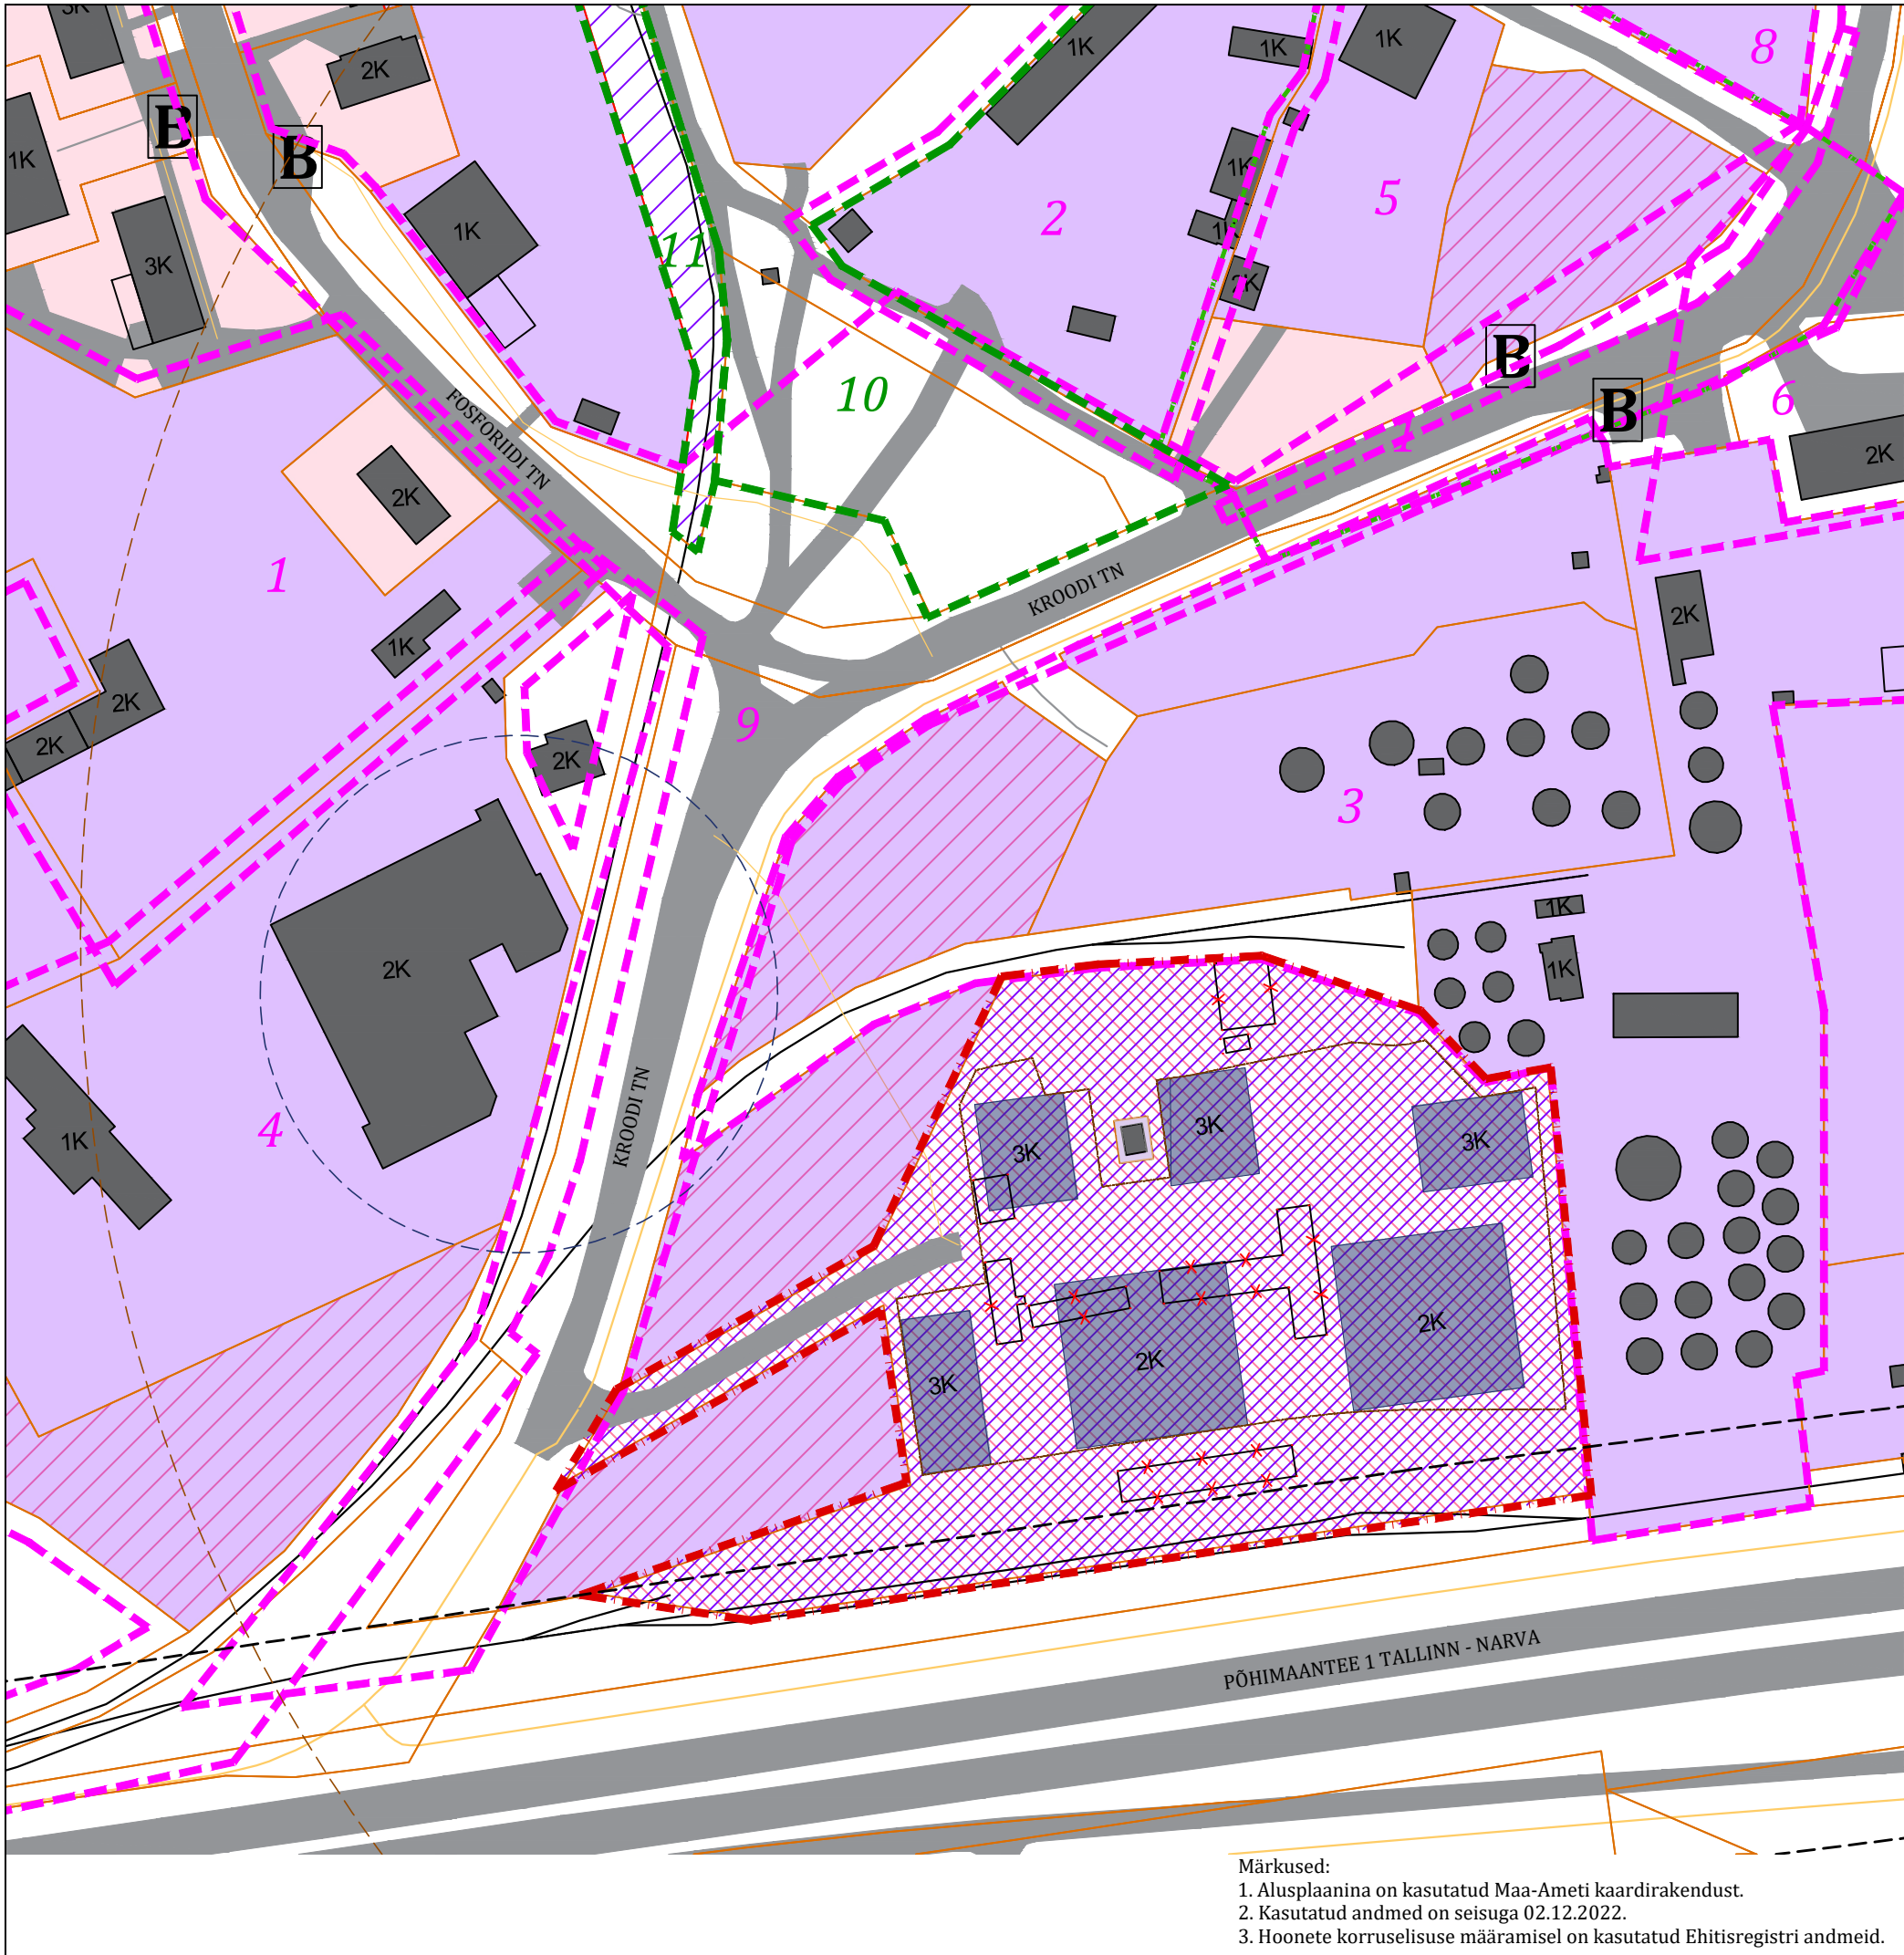 3K
2K
1K
1K
1K
8
B
B
B
B
1K
3K
1K
1K
1K
2K
11
2
5
10
1
6
2K
FOSFORIIDI TN
2K
1
1K
KROODI TN
2K
2K
2K
9
2K
3
2K
1K
1K
4
1K
KROODI TN
3K
3K
3K
3K
2K
2K
PÕHIMAANTEE 1 TALLINN - NARVA
Märkused:
1. Alusplaanina on kasutatud Maa-Ameti kaardirakendust.
2. Kasutatud andmed on seisuga 02.12.2022.
3. Hoonete korruselisuse määramisel on kasutatud Ehitisregistri andmeid.